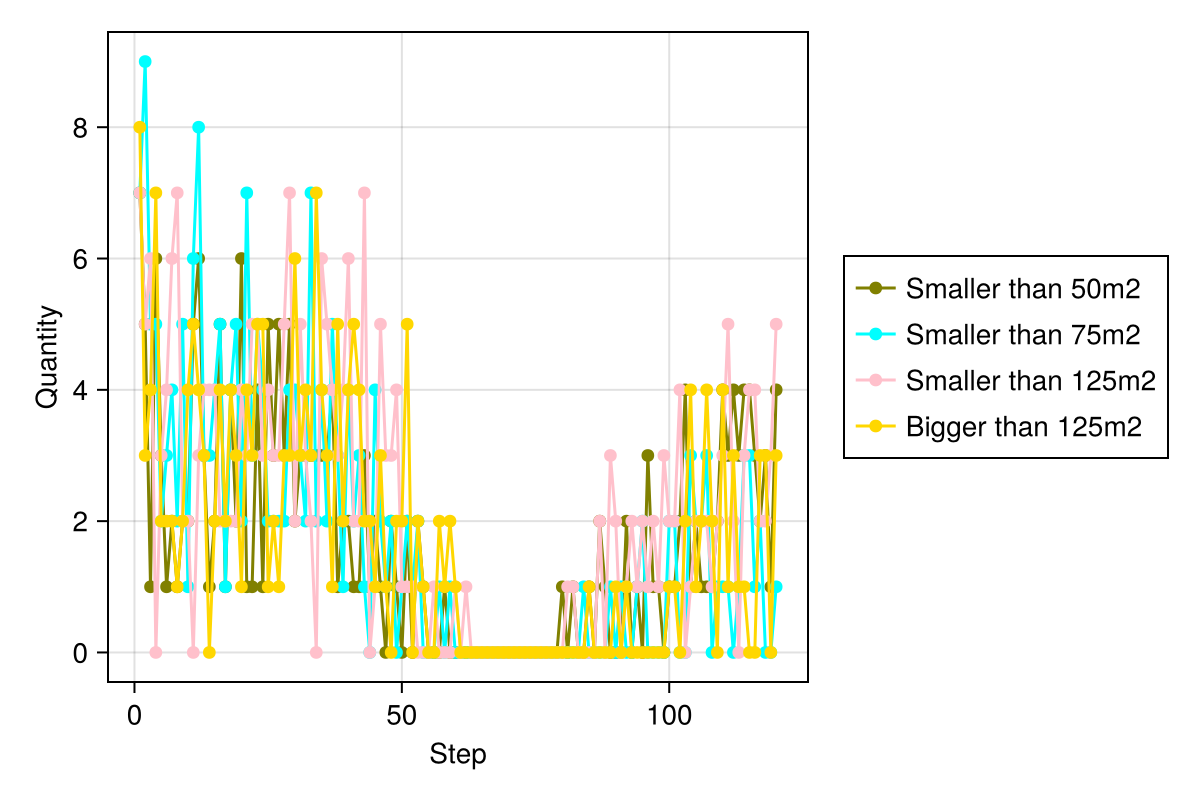 8
6
4
2
0
Quantity
0 50 100
Step
Smaller than 50m2
Smaller than 75m2
Smaller than 125m2
Bigger than 125m2